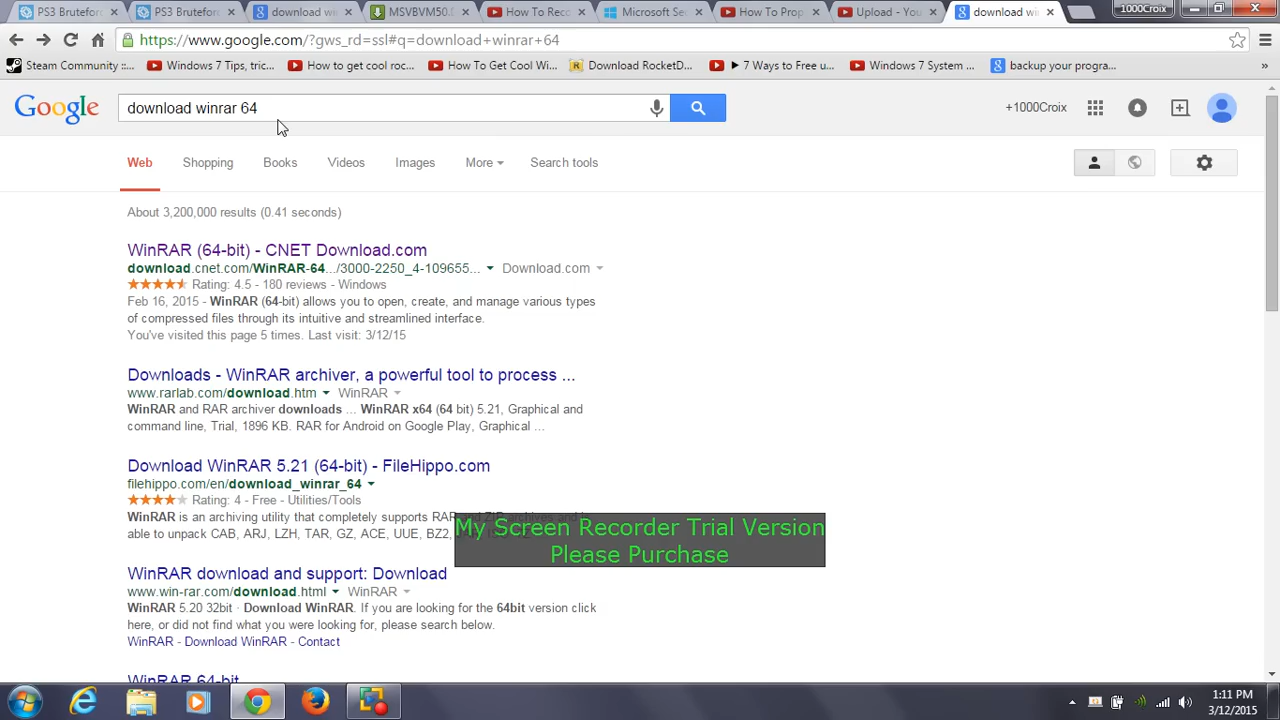 PS3 Brutefor
PS3 Brutefor
download wi
MSVBVM50.
How To Reco
Microsoft Se
How To Prop
Upload - You
download wi
1000Croix
https://www.google.com/?gws_rd=ssl#q=download+winrar+64
Steam Community ::...
Windows 7 Tips, tric...
How to get cool roc...
How To Get Cool Wi...
Download RocketD...
► 7 Ways to Free u...
Windows 7 System ...
backup your progra...
»
Google
download winrar 64
+1000Croix
Web
Shopping
Books
Videos
Images
More
Search tools
About 3,200,000 results (0.41 seconds)
WinRAR (64-bit) - CNET Download.com
download.cnet.com/WinRAR-64.../3000-2250_4-109655... Download.com
Rating: 4.5 - 180 reviews - Windows
Feb 16, 2015 - WinRAR (64-bit) allows you to open, create, and manage various types
of compressed files through its intuitive and streamlined interface.
You've visited this page 5 times. Last visit: 3/12/15
Downloads - WinRAR archiver, a powerful tool to process ...
www.rarlab.com/download.htm WinRAR
WinRAR and RAR archiver downloads ... WinRAR x64 (64 bit) 5.21, Graphical and
command line, Trial, 1896 KB. RAR for Android on Google Play, Graphical ...
Download WinRAR 5.21 (64-bit) - FileHippo.com
filehippo.com/en/download_winrar_64
Rating: 4 - Free - Utilities/Tools
WinRAR is an archiving utility that completely supports RAR and ZIP archives and is
able to unpack CAB, ARJ, LZH, TAR, GZ, ACE, UUE, BZ2,
My Screen Recorder Trial Version
Please Purchase
WinRAR download and support: Download
www.win-rar.com/download.html WinRAR
WinRAR 5.20 32bit · Download WinRAR. If you are looking for the 64bit version click
here, or did not find what you were looking for, please search below.
WinRAR - Download WinRAR - Contact
WinRAR 64-bit
1:11 PM
3/12/2015